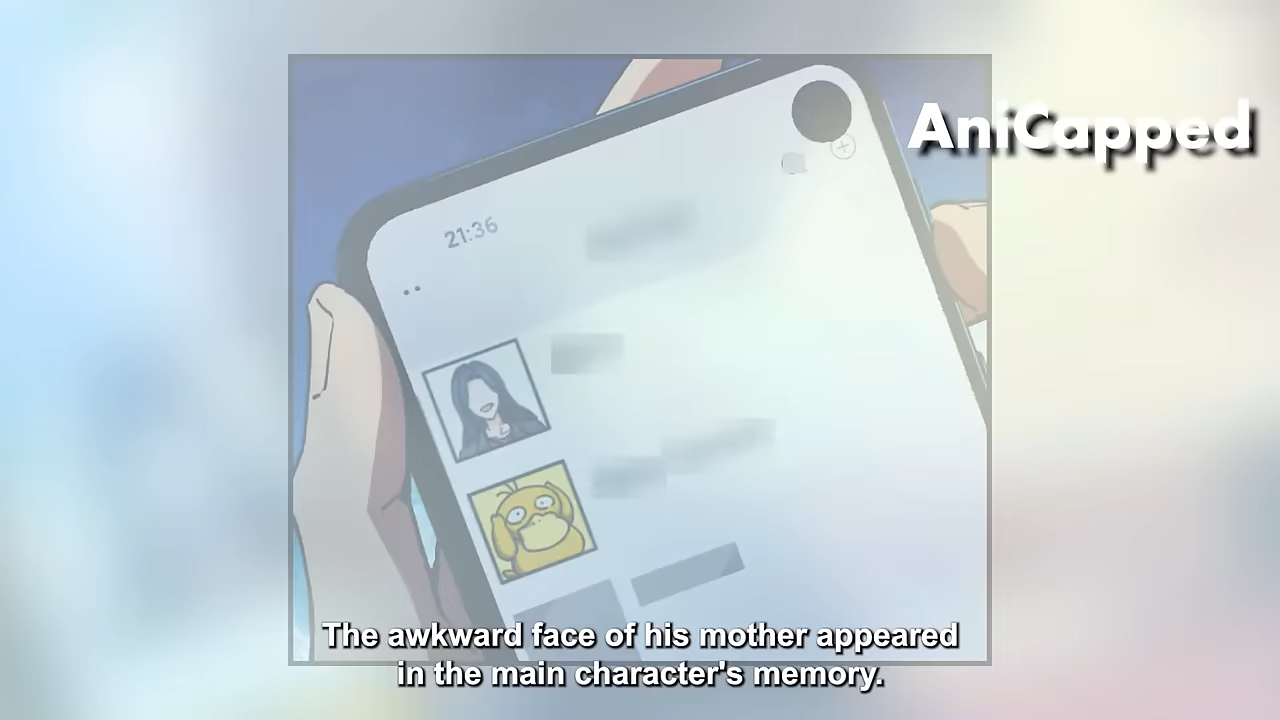 AniCapped
21:36
The awkward face of his mother appeared
in the main character's memory.